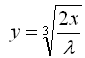 y = ∛(2x/λ)